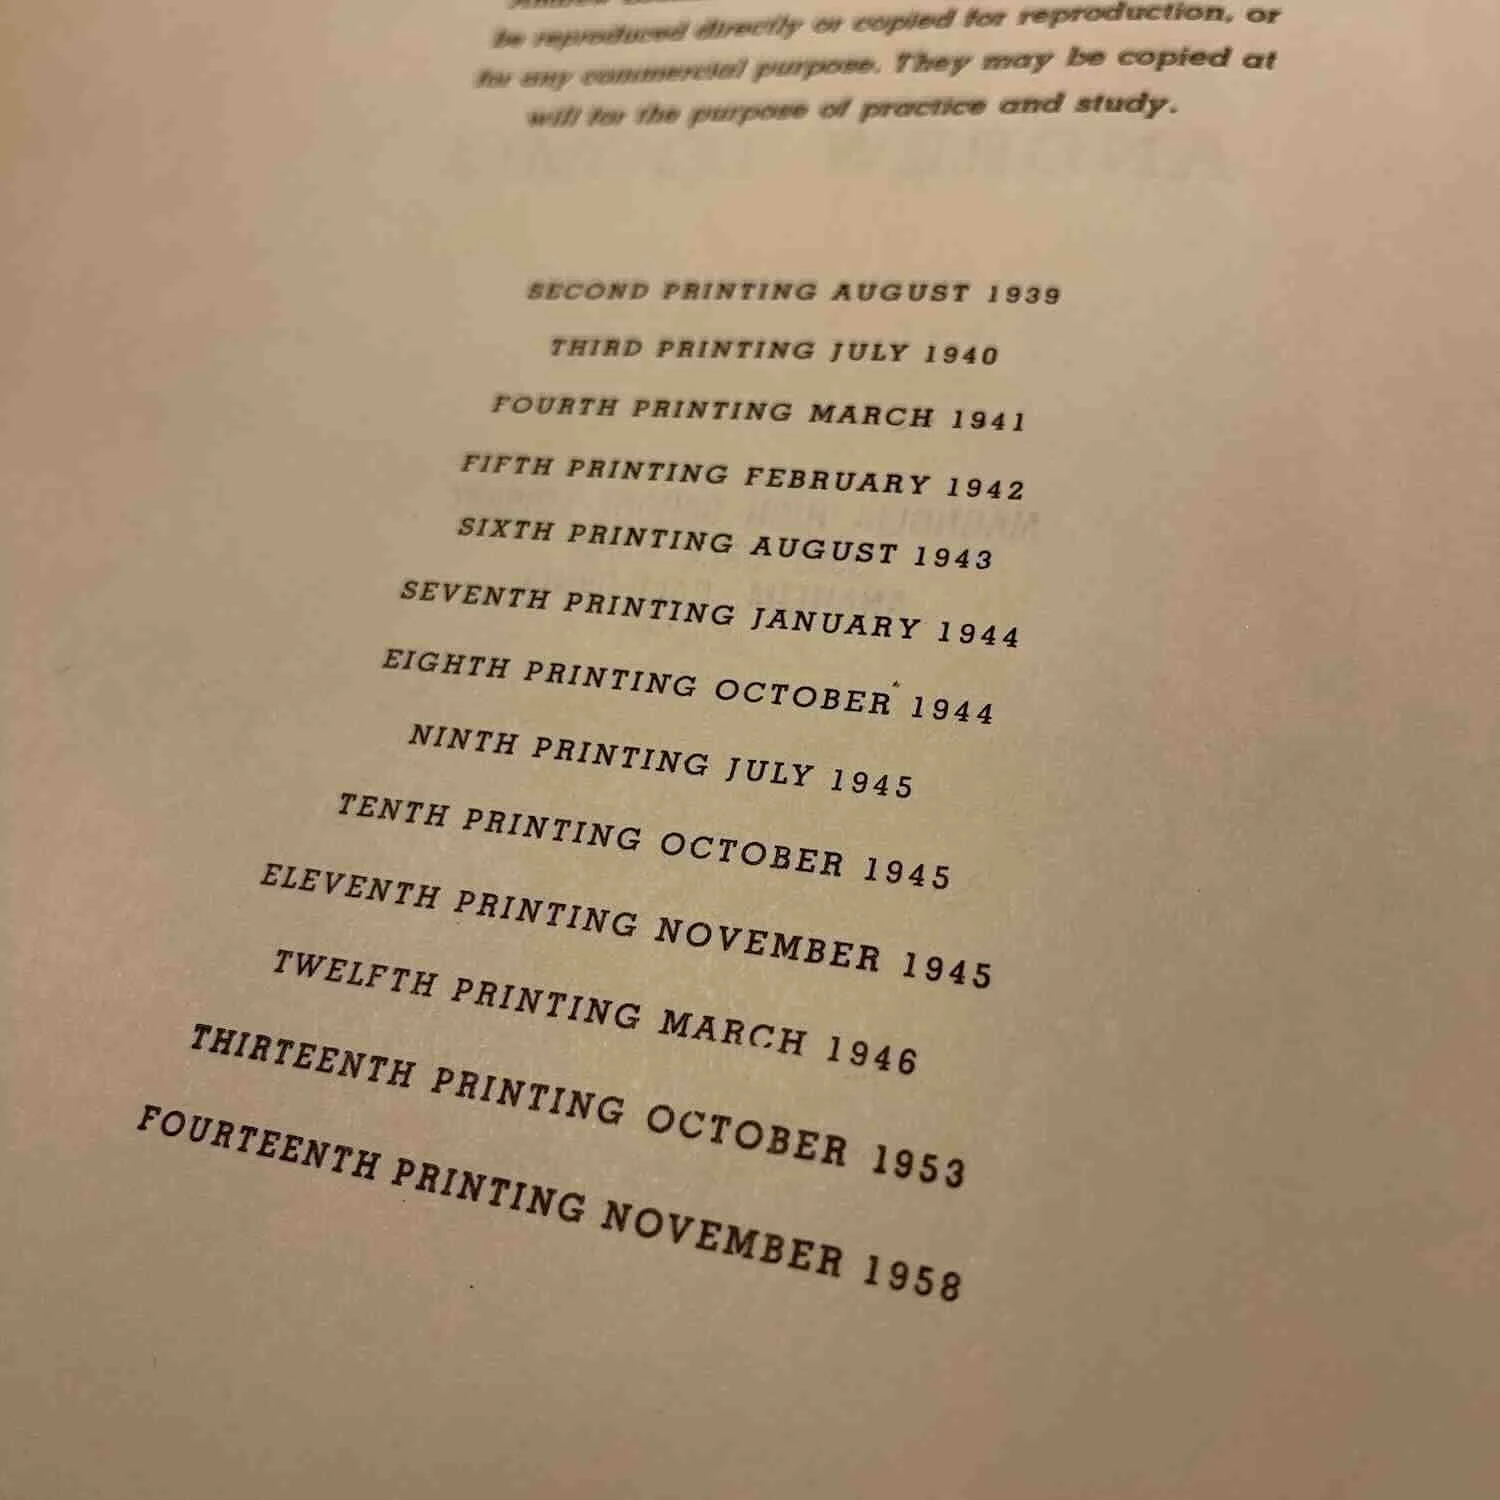 be reproduced directly or copied for reproduction, or
for any commercial purpose. They may be copied at
will for the purpose of practice and study.
SECOND PRINTING AUGUST 1939
THIRD PRINTING JULY 1940
FOURTH PRINTING MARCH 1941
FIFTH PRINTING FEBRUARY 1942
SIXTH PRINTING AUGUST 1943
SEVENTH PRINTING JANUARY 1944
EIGHTH PRINTING OCTOBER 1944
NINTH PRINTING JULY 1945
TENTH PRINTING OCTOBER 1945
ELEVENTH PRINTING NOVEMBER 1945
TWELFTH PRINTING MARCH 1946
THIRTEENTH PRINTING OCTOBER 1953
FOURTEENTH PRINTING NOVEMBER 1958